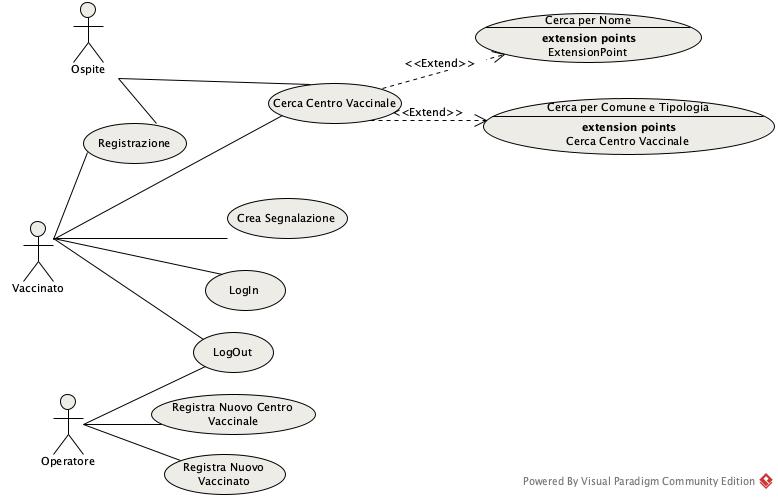 Cerca per Nome
extension points
ExtensionPoint
<<Extend>>
Ospite
Cerca Centro Vaccinale
<<Extend>>
Cerca per Comune e Tipologia
extension points
Cerca Centro Vaccinale
Registrazione
Crea Segnalazione
Vaccinato
LogIn
LogOut
Registra Nuovo Centro
Vaccinale
Operatore
Registra Nuovo
Vaccinato
Powered By Visual Paradigm Community Edition